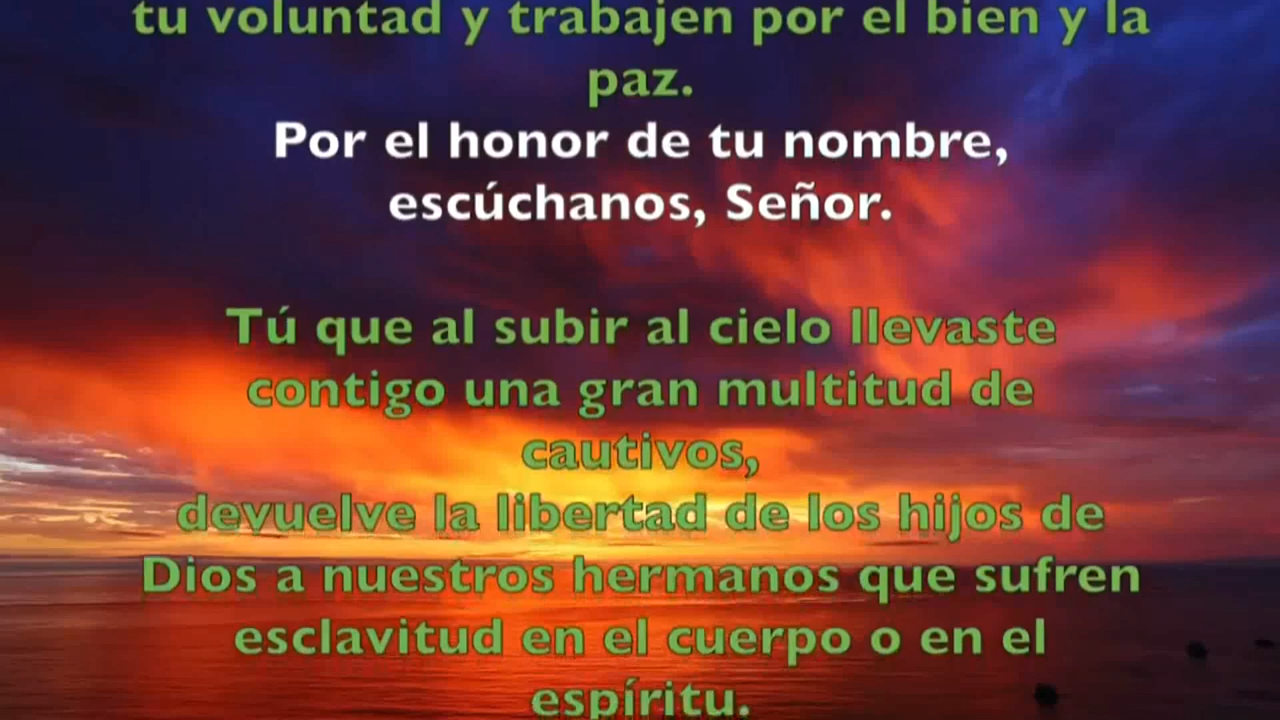 tu voluntad y trabajen por el bien y la
paz.
Por el honor de tu nombre,
escúchanos, Señor.
Tú que al subir al cielo llevaste
contigo una gran multitud de
cautivos,
devuelve la libertad de los hijos de
Dios a nuestros hermanos que sufren
esclavitud en el cuerpo o en el
espíritu.